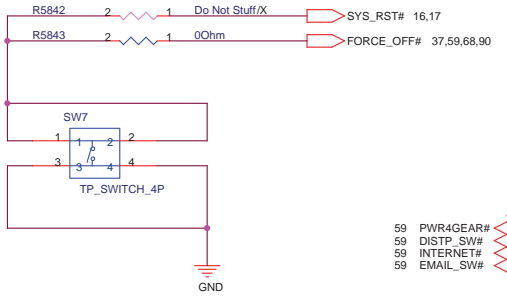 R5842 2 1 Do Not Stuff/X SYS_RST# 16,17
R5843 2 1 0Ohm FORCE_OFF# 37,59,68,90
SW7
1 1 2 2
3 3 4 4
TP_SWITCH_4P
GND
59 PWR4GEAR#
59 DISTP_SW#
59 INTERNET#
59 EMAIL_SW#